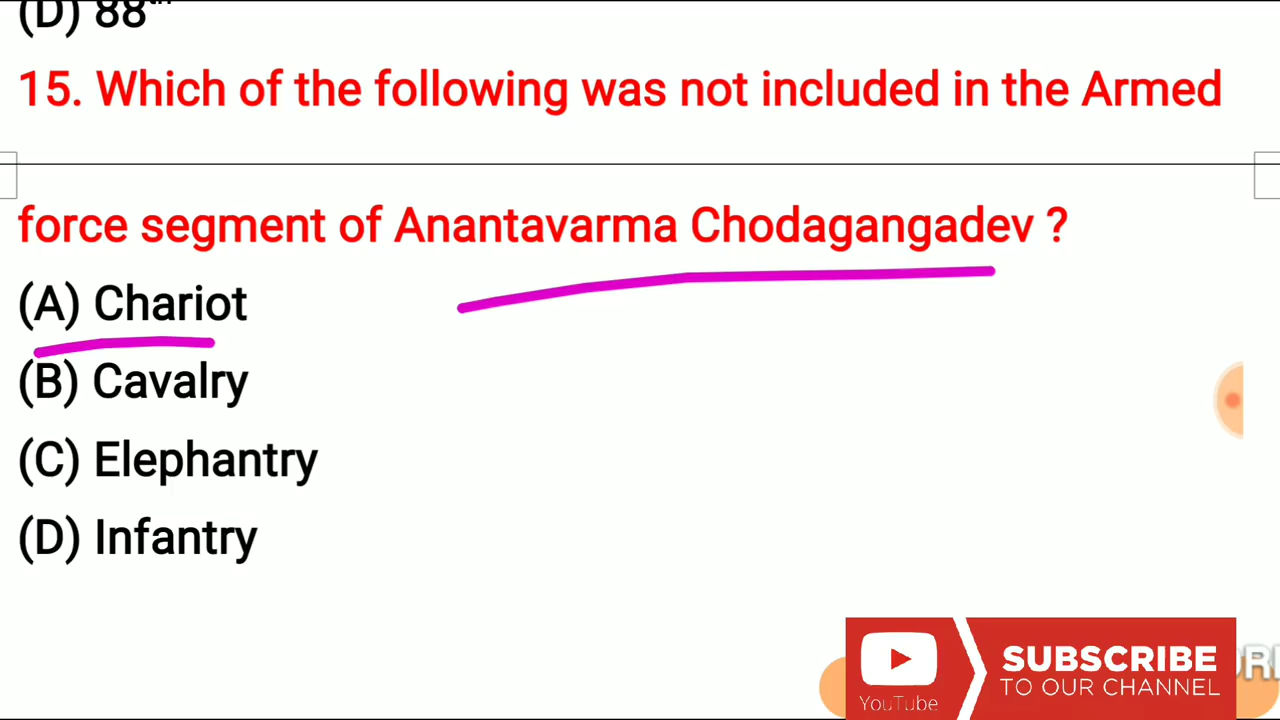 (D) 88th
15. Which of the following was not included in the Armed
force segment of Anantavarma Chodagangadev ?
(A) Chariot
(B) Cavalry
(C) Elephantry
(D) Infantry
SUBSCRIBE
TO OUR CHANNEL
YouTube